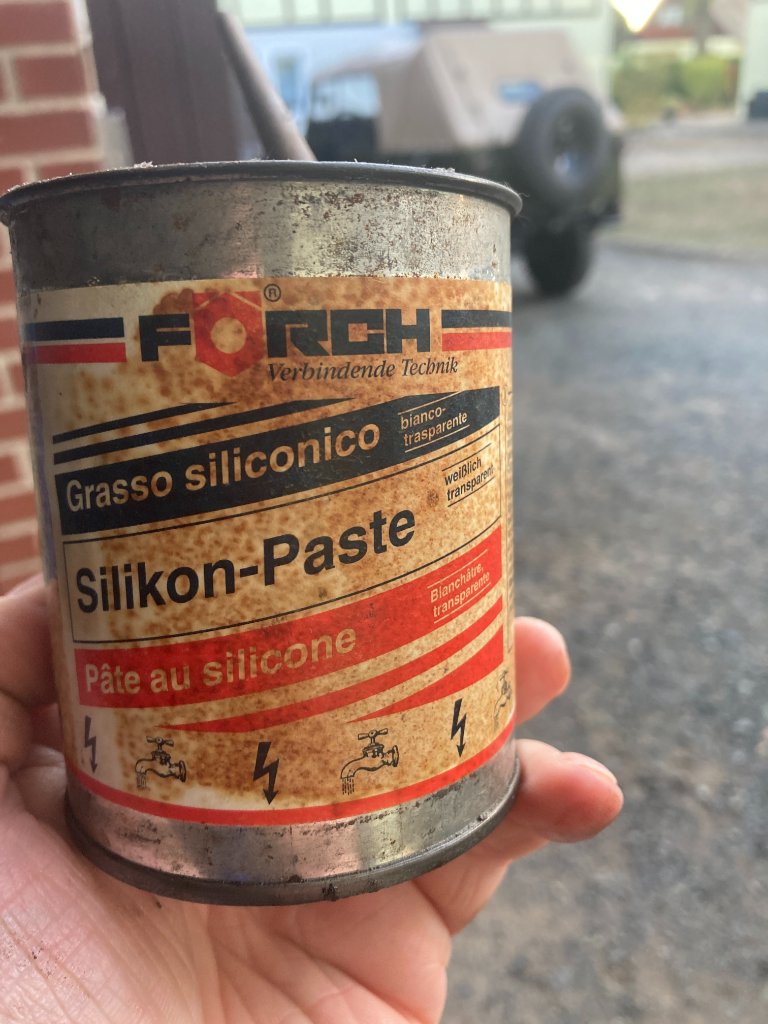 FÖRCH®
Verbindende Technik
Grasso siliconico
bianco-
trasparente
Silikon-Paste
weißlich
transparent
Pâte au silicone
Blanchâtre,
transparente